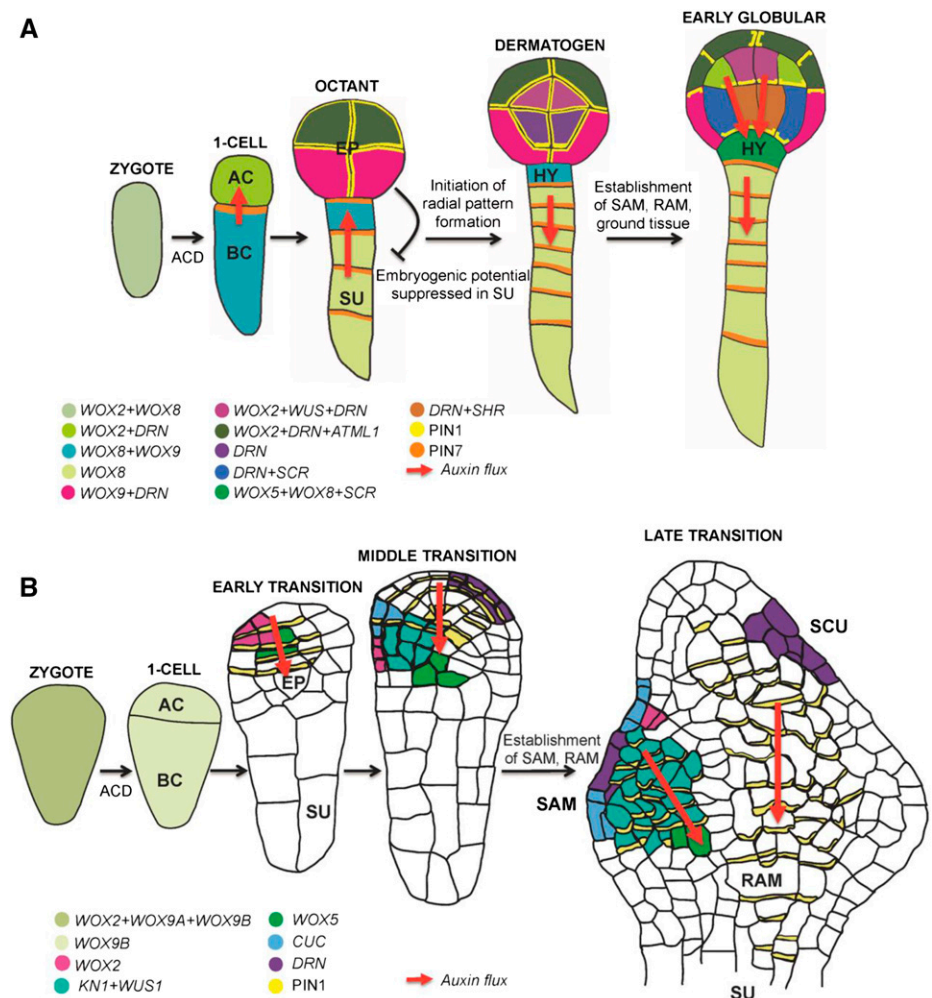 A
ZYGOTE
ACD
1-CELL
AC
BC
OCTANT
EP
SU
Initiation of
radial pattern
formation
Embryogenic potential
suppressed in SU
DERMATOGEN
HY
Establishment
of SAM, RAM,
ground tissue
EARLY GLOBULAR
HY
WOX2+WOX8
WOX2+DRN
WOX8+WOX9
WOX8
WOX9+DRN
WOX2+WUS+DRN
WOX2+DRN+ATML1
DRN
DRN+SCR
WOX5+WOX8+SCR
DRN+SHR
PIN1
PIN7
Auxin flux
B
ZYGOTE
ACD
1-CELL
AC
BC
EARLY TRANSITION
EP
SU
MIDDLE TRANSITION
Establishment
of SAM, RAM
LATE TRANSITION
SCU
SAM
RAM
SU
WOX2+WOX9A+WOX9B
WOX9B
WOX2
KN1+WUS1
WOX5
CUC
DRN
PIN1
Auxin flux